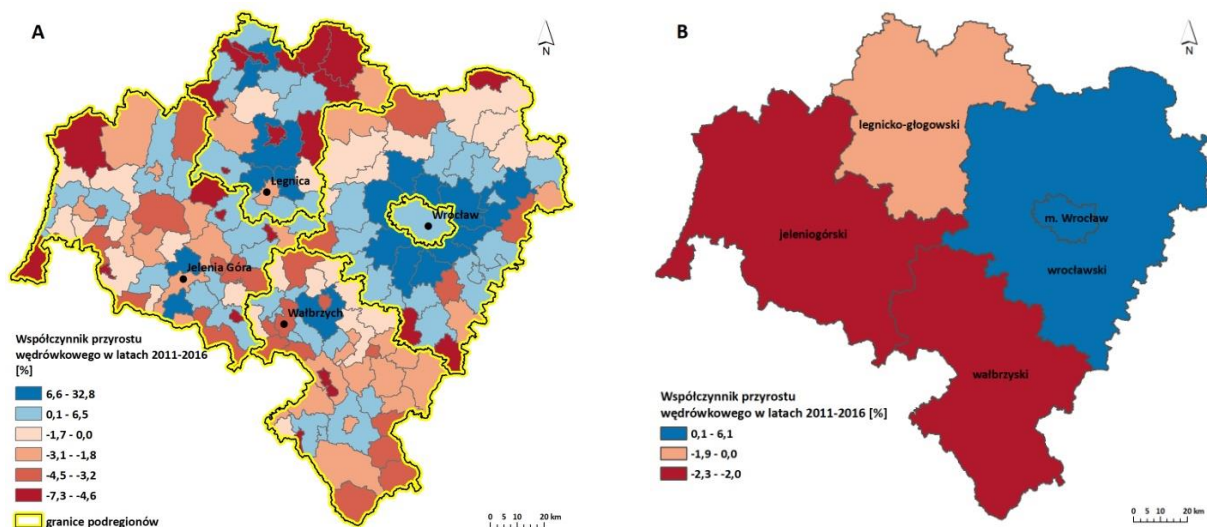 A
N
Legnica
Wrocław
Jelenia Góra
Wałbrzych
Współczynnik przyrostu
wędrówkowego w latach 2011-2016
[%]
6,6 - 32,8
0,1 - 6,5
-1,7 - 0,0
-3,1 - -1,8
-4,5 - -3,2
-7,3 - -4,6
granice podregionów
0 5 10 20 km
B
N
legnicko-głogowski
m. Wrocław
jeleniogórski
wrocławski
wałbrzyski
Współczynnik przyrostu
wędrówkowego w latach 2011-2016 [%]
0,1 - 6,1
-1,9 - 0,0
-2,3 - -2,0
0 5 10 20 km